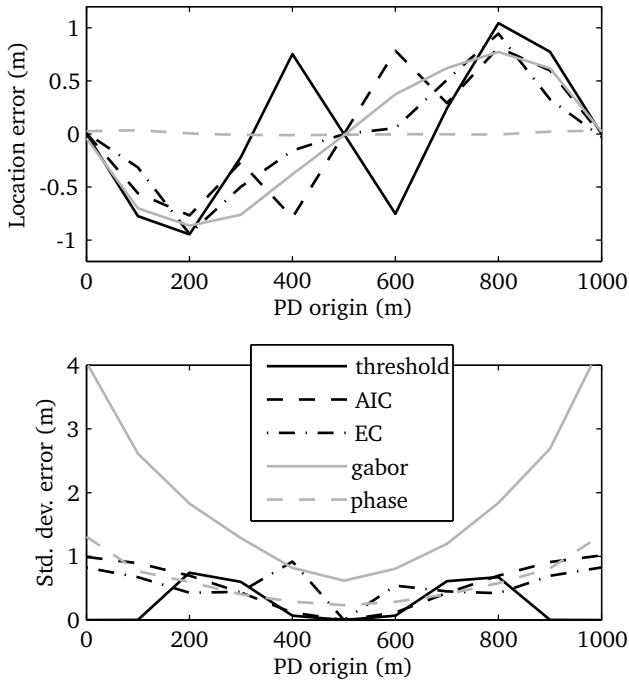 1
0.5
0
-0.5
-1
Location error (m)
0 200 400 600 800 1000
PD origin (m)
4
3
2
1
0
Std. dev. error (m)
threshold
AIC
EC
gabor
phase
0 200 400 600 800 1000
PD origin (m)